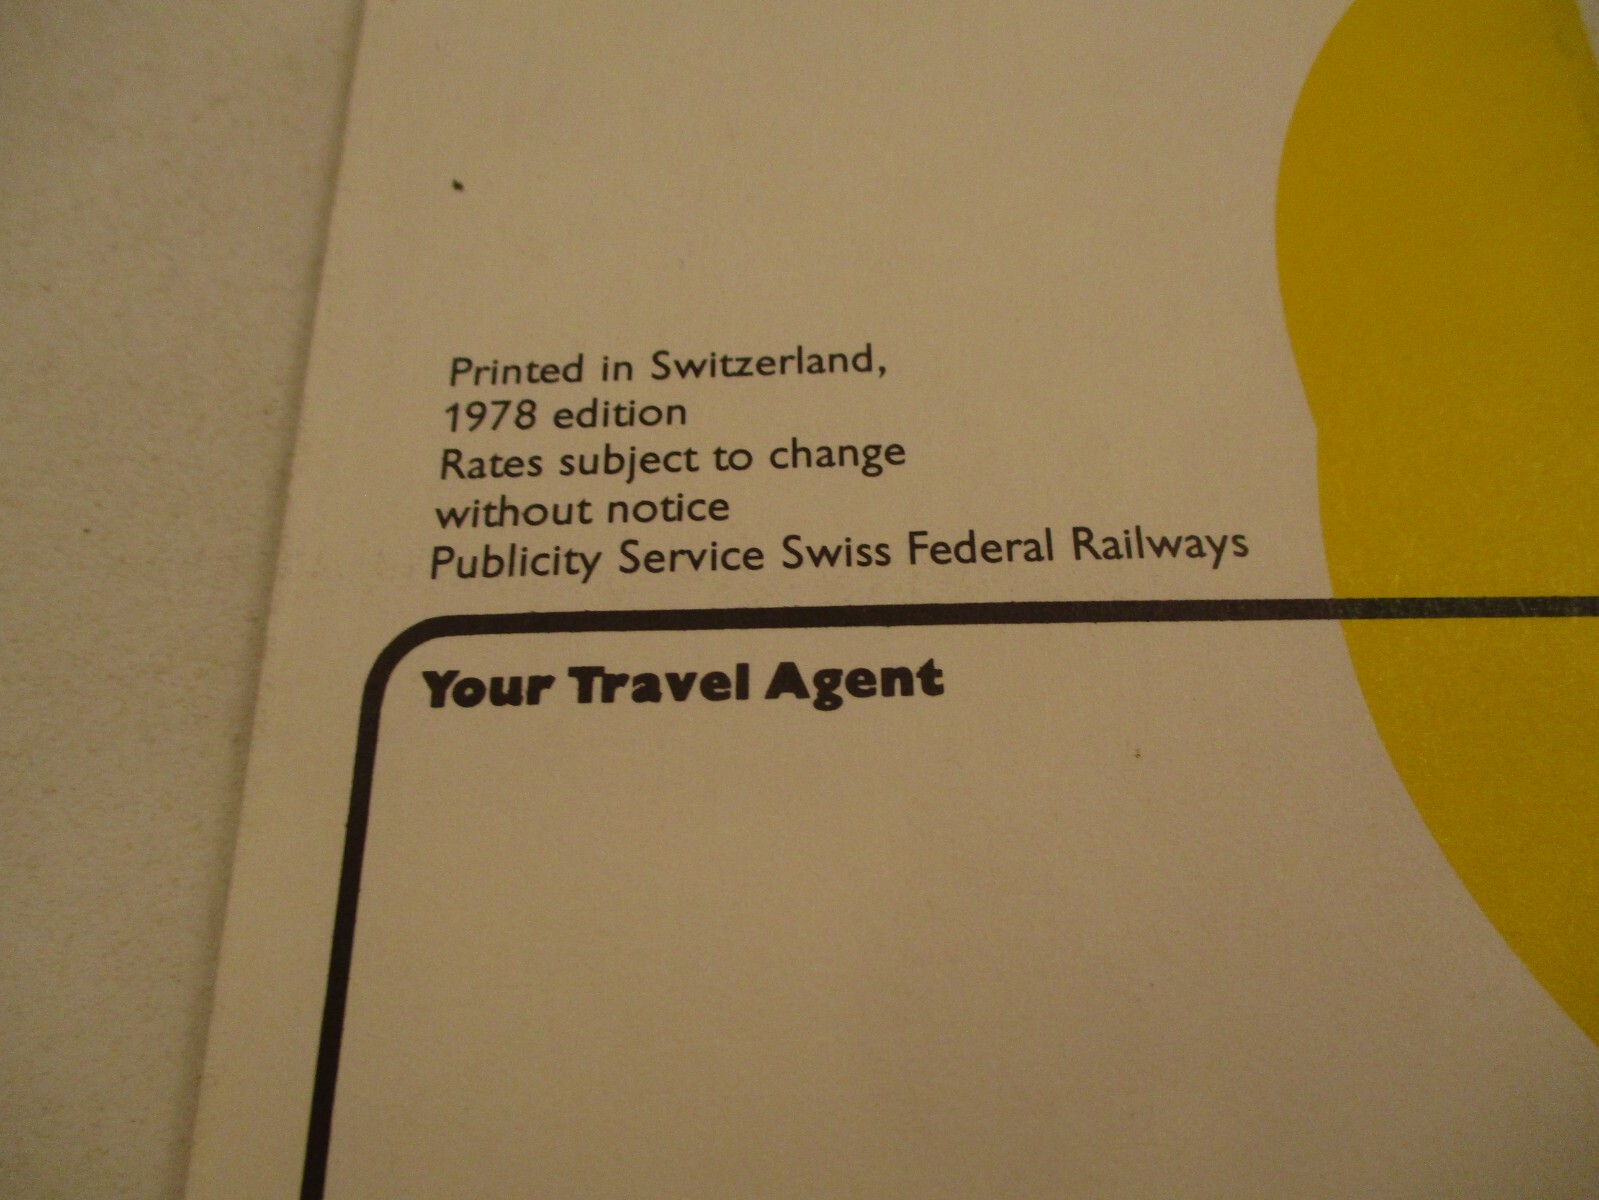 Printed in Switzerland,
1978 edition
Rates subject to change
without notice
Publicity Service Swiss Federal Railways
Your Travel Agent